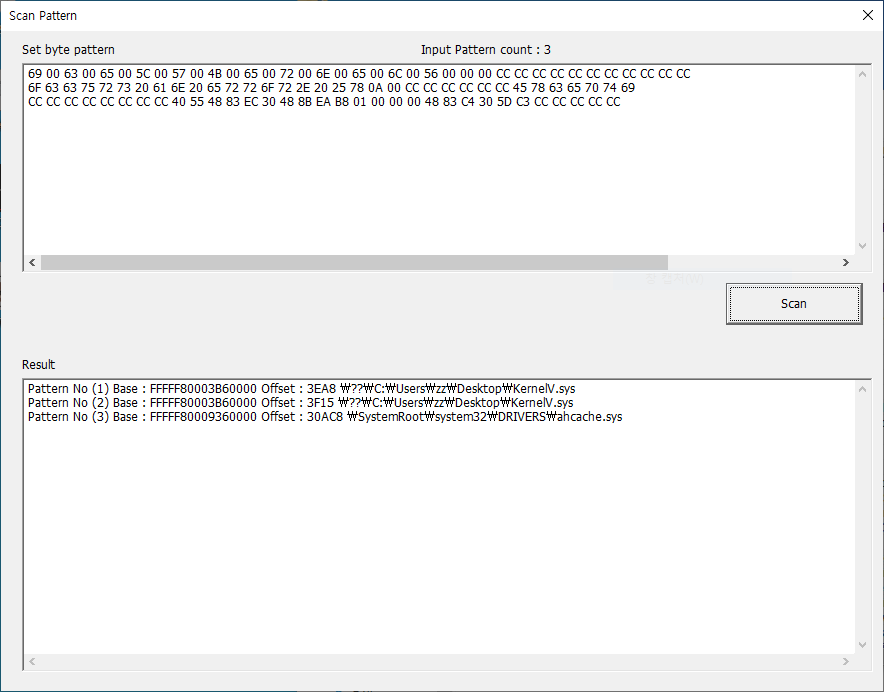 Scan Pattern
Set byte pattern
Input Pattern count : 3
69 00 63 00 65 00 5C 00 57 00 4B 00 65 00 72 00 6E 00 65 00 6C 00 56 00 00 00 CC CC CC CC CC CC CC CC CC CC CC
6F 63 63 75 72 73 20 61 6E 20 65 72 72 6F 72 2E 20 25 78 0A 00 CC CC CC CC CC CC 45 78 63 65 70 74 69
CC CC CC CC CC CC CC CC 40 55 48 83 EC 30 48 8B EA B8 01 00 00 00 48 83 C4 30 5D C3 CC CC CC CC CC
Scan
Result
Pattern No (1) Base : FFFFF80003B60000 Offset : 3EA8 ₩??₩C:₩Users₩zz₩Desktop₩KernelV.sys
Pattern No (2) Base : FFFFF80003B60000 Offset : 3F15 ₩??₩C:₩Users₩zz₩Desktop₩KernelV.sys
Pattern No (3) Base : FFFFF80009360000 Offset : 30AC8 ₩SystemRoot₩system32₩DRIVERS₩ahcache.sys